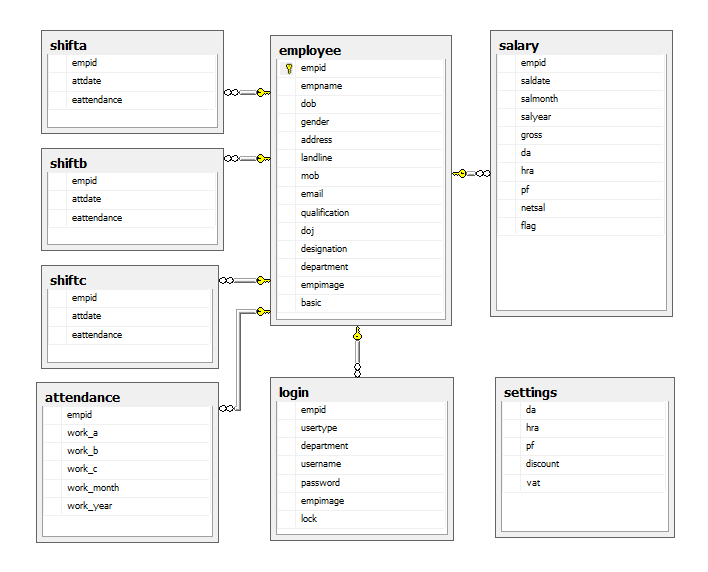 shifta
empid
attdate
eattendance
shiftb
empid
attdate
eattendance
shiftc
empid
attdate
eattendance
attendance
empid
work_a
work_b
work_c
work_month
work_year
employee
empid
empname
dob
gender
address
landline
mob
email
qualification
doj
designation
department
empimage
basic
login
empid
usertype
department
username
password
empimage
lock
salary
empid
saldate
salmonth
salyear
gross
da
hra
pf
netsal
flag
settings
da
hra
pf
discount
vat